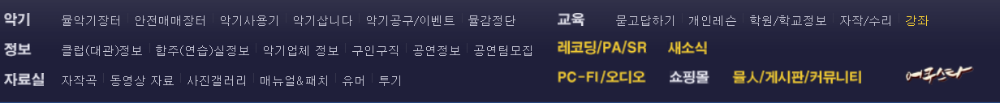 악기 뮬악기장터 안전매매장터 악기사용기 악기삽니다 악기공구/이벤트 뮬감정단 교육 묻고답하기 개인레슨 학원/학교정보 자작/수리 강좌
정보 클럽(대관)정보 합주(연습)실정보 악기업체 정보 구인구직 공연정보 공연팀모집 레코딩/PA/SR 새소식
자료실 자작곡 동영상 자료 사진갤러리 매뉴얼&패치 유머 투기 PC-FI/오디오 쇼핑몰 뮬人/게시판/커뮤니티 어쿠스타